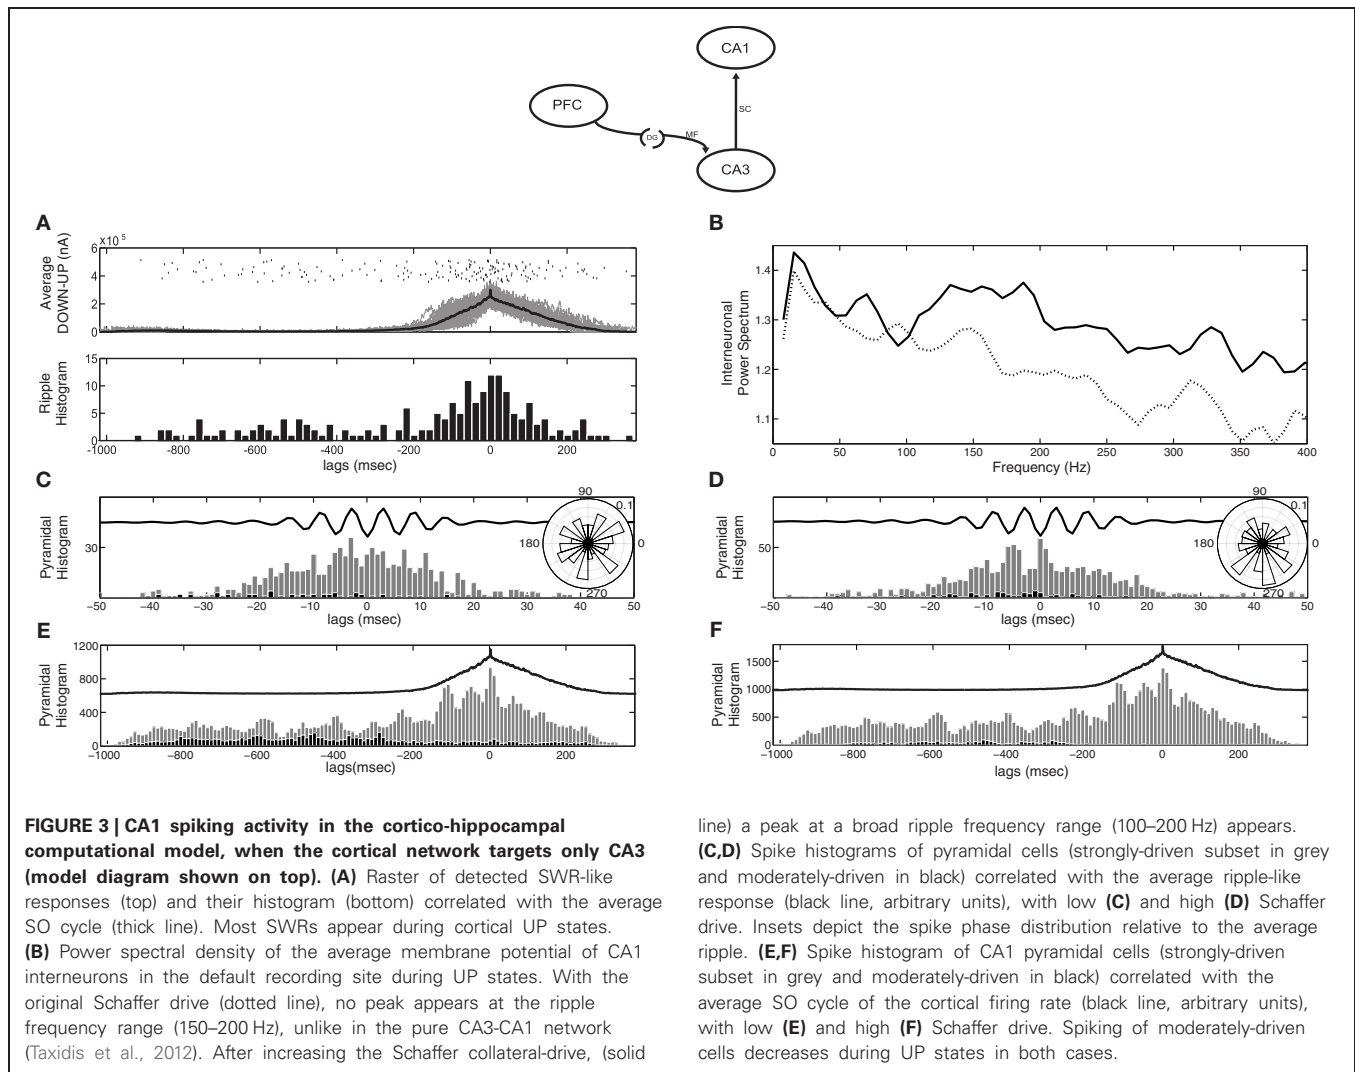 CA1
PFC
SC
DG
MF
CA3
A
×10^5
Average
DOWN-UP (nA)
6
4
2
0
Ripple
Histogram
15
10
5
0
-1000
-800
-600
-400
-200
0
200
lags (msec)
B
Interneuronal
Power Spectrum
1.4
1.3
1.2
1.1
0
50
100
150
200
250
300
350
400
Frequency (Hz)
C
Pyramidal
Histogram
30
90
0.1
180
0
270
−50
−40
−30
−20
−10
0
10
20
30
40
50
lags (msec)
D
Pyramidal
Histogram
50
90
0.1
180
0
270
−50
−40
−30
−20
−10
0
10
20
30
40
50
lags (msec)
E
Pyramidal
Histogram
1200
800
400
0
−1000
−800
−600
−400
−200
0
200
lags(msec)
F
Pyramidal
Histogram
1500
1000
500
0
−1000
−800
−600
−400
−200
0
200
lags (msec)
FIGURE 3 | CA1 spiking activity in the cortico-hippocampal
computational model, when the cortical network targets only CA3
(model diagram shown on top). (A) Raster of detected SWR-like
responses (top) and their histogram (bottom) correlated with the average
SO cycle (thick line). Most SWRs appear during cortical UP states.
(B) Power spectral density of the average membrane potential of CA1
interneurons in the default recording site during UP states. With the
original Schaffer drive (dotted line), no peak appears at the ripple
frequency range (150–200 Hz), unlike in the pure CA3-CA1 network
(Taxidis et al., 2012). After increasing the Schaffer collateral-drive, (solid
line) a peak at a broad ripple frequency range (100–200 Hz) appears.
(C,D) Spike histograms of pyramidal cells (strongly-driven subset in grey
and moderately-driven in black) correlated with the average ripple-like
response (black line, arbitrary units), with low (C) and high (D) Schaffer
drive. Insets depict the spike phase distribution relative to the average
ripple. (E,F) Spike histogram of CA1 pyramidal cells (strongly-driven
subset in grey and moderately-driven in black) correlated with the
average SO cycle of the cortical firing rate (black line, arbitrary units),
with low (E) and high (F) Schaffer drive. Spiking of moderately-driven
cells decreases during UP states in both cases.